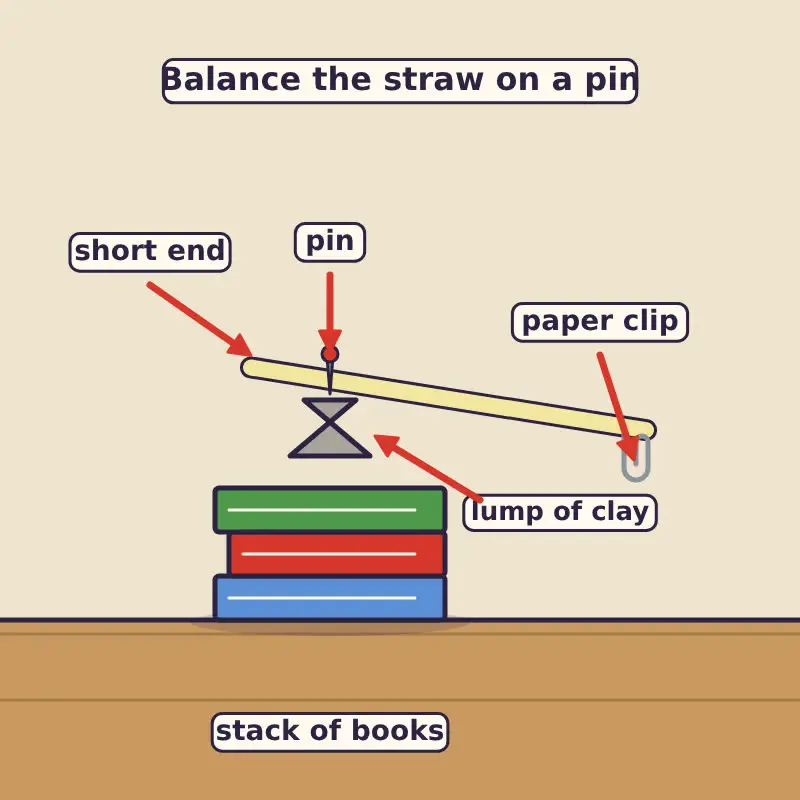 Balance the straw on a pin
pin
short end
paper clip
lump of clay
stack of books